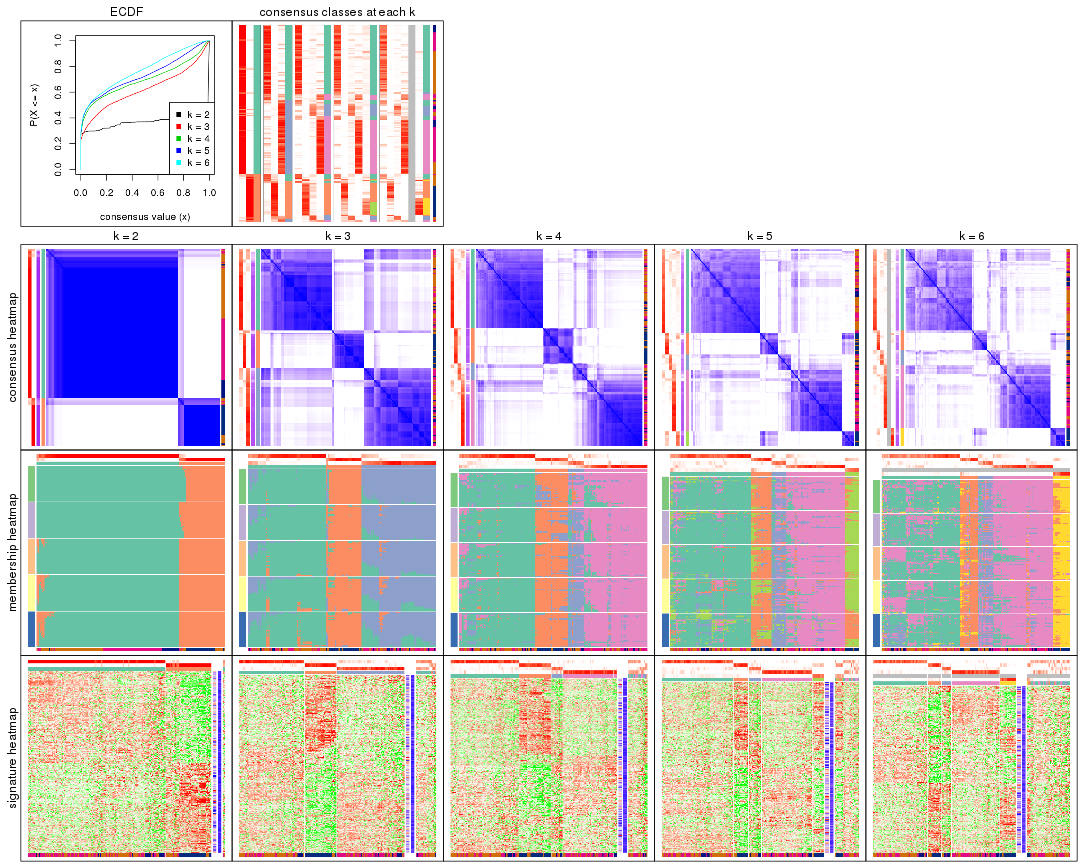 ECDF
consensus classes at each k
P(X <= x)
0.0 0.2 0.4 0.6 0.8 1.0
k = 2
k = 3
k = 4
k = 5
k = 6
0.0 0.2 0.4 0.6 0.8 1.0
consensus value (x)
k = 2
k = 3
k = 4
k = 5
k = 6
consensus heatmap
membership heatmap
signature heatmap